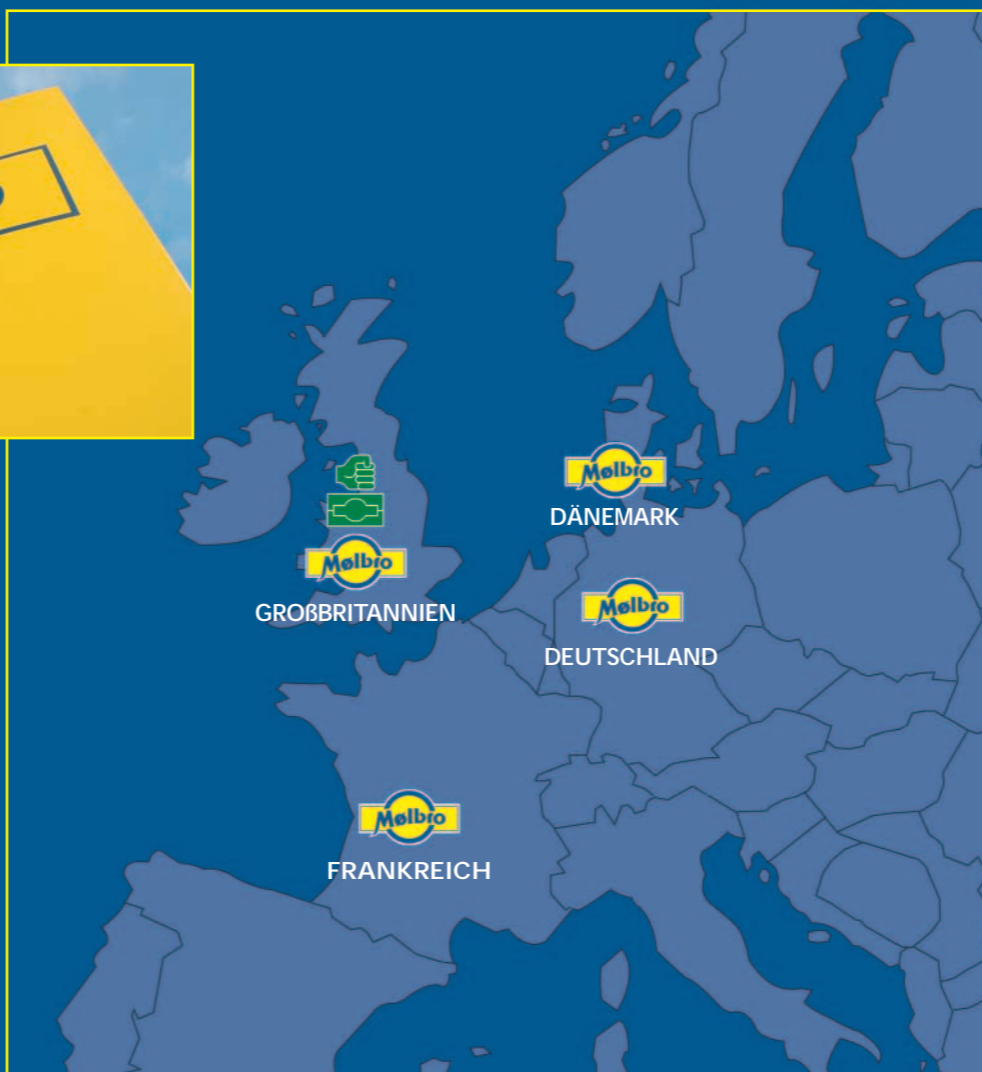 Mølbro
DÄNEMARK
Mølbro
GROßBRITANNIEN
Mølbro
DEUTSCHLAND
Mølbro
FRANKREICH